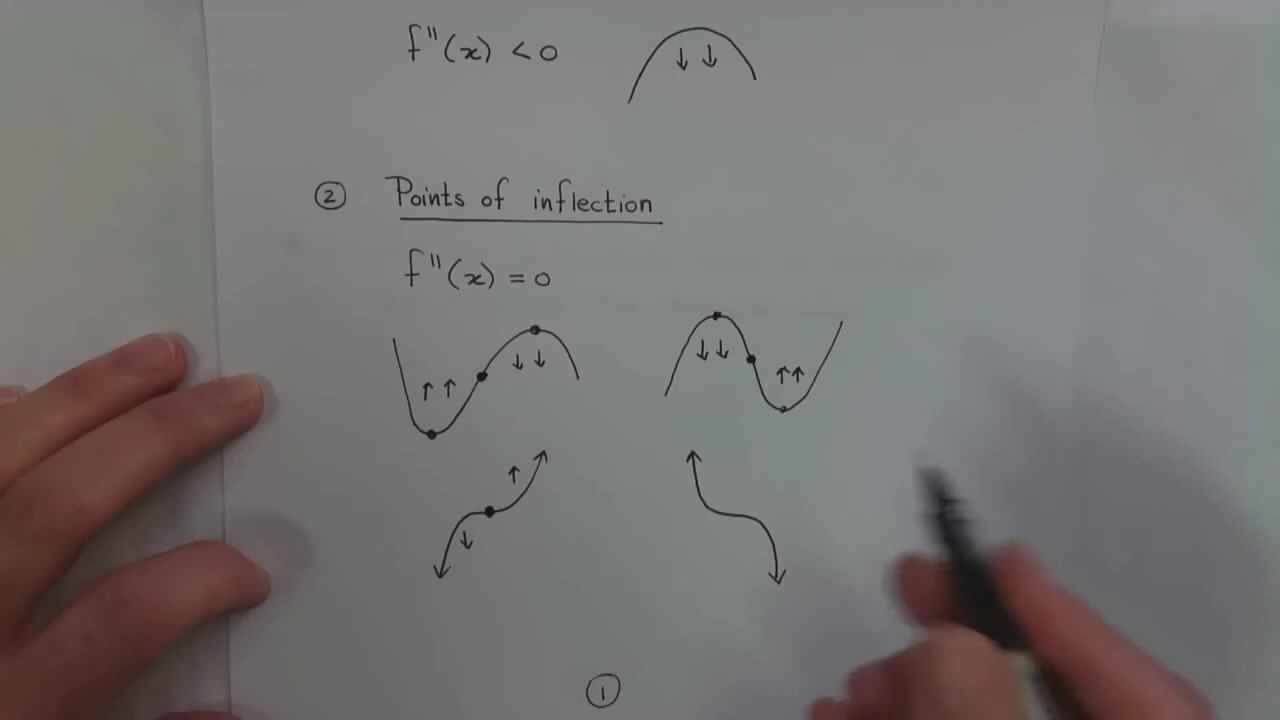 f''(x) < 0
↓ ↓
② Points of inflection
f''(x) = 0
↑ ↑ ↓ ↓ ↓ ↓ ↑ ↑
↓ ↑
①